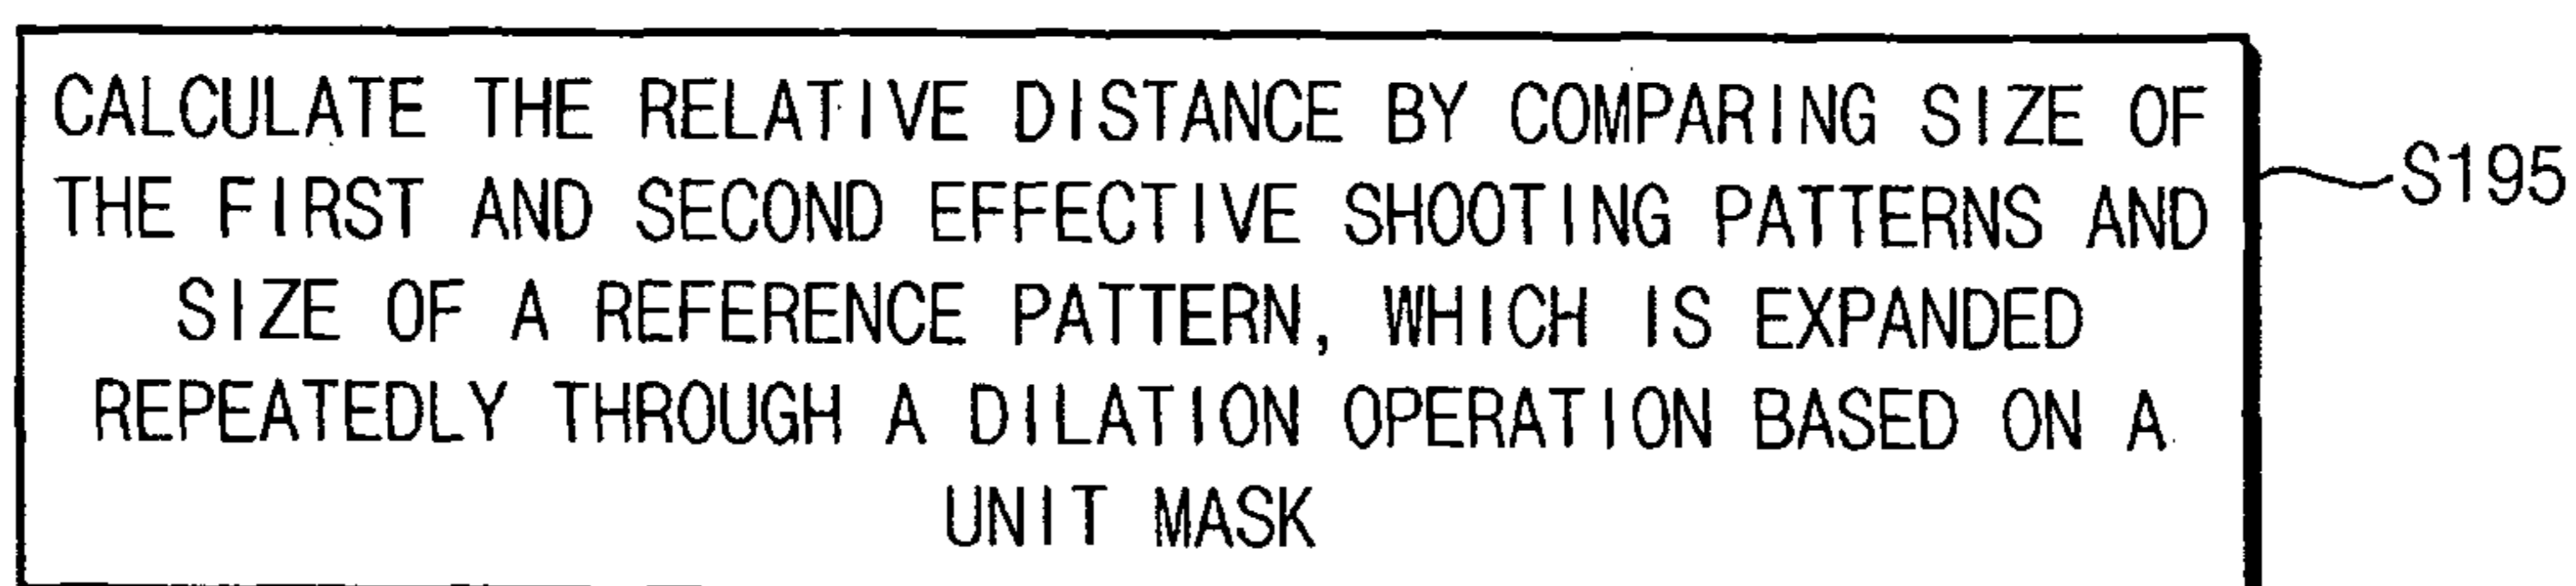 CALCULATE THE RELATIVE DISTANCE BY COMPARING SIZE OF
THE FIRST AND SECOND EFFECTIVE SHOOTING PATTERNS AND
SIZE OF A REFERENCE PATTERN, WHICH IS EXPANDED
REPEATEDLY THROUGH A DILATION OPERATION BASED ON A
UNIT MASK
S195